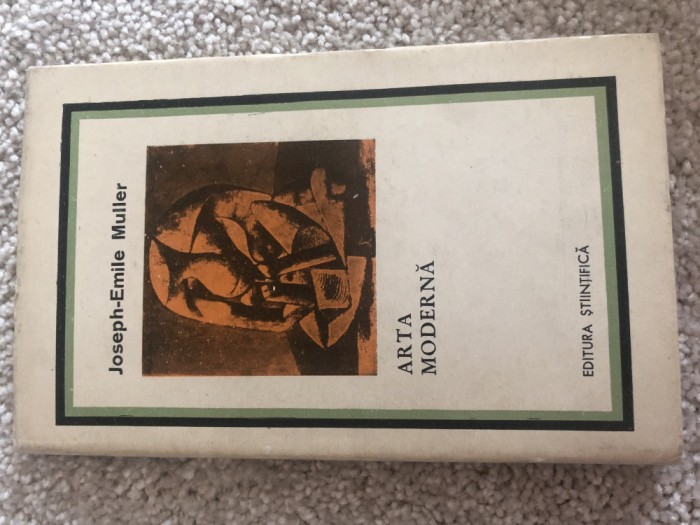 Joseph-Emile Muller
ARTA
MODERNĂ
EDITURA ȘTIINȚIFICĂ